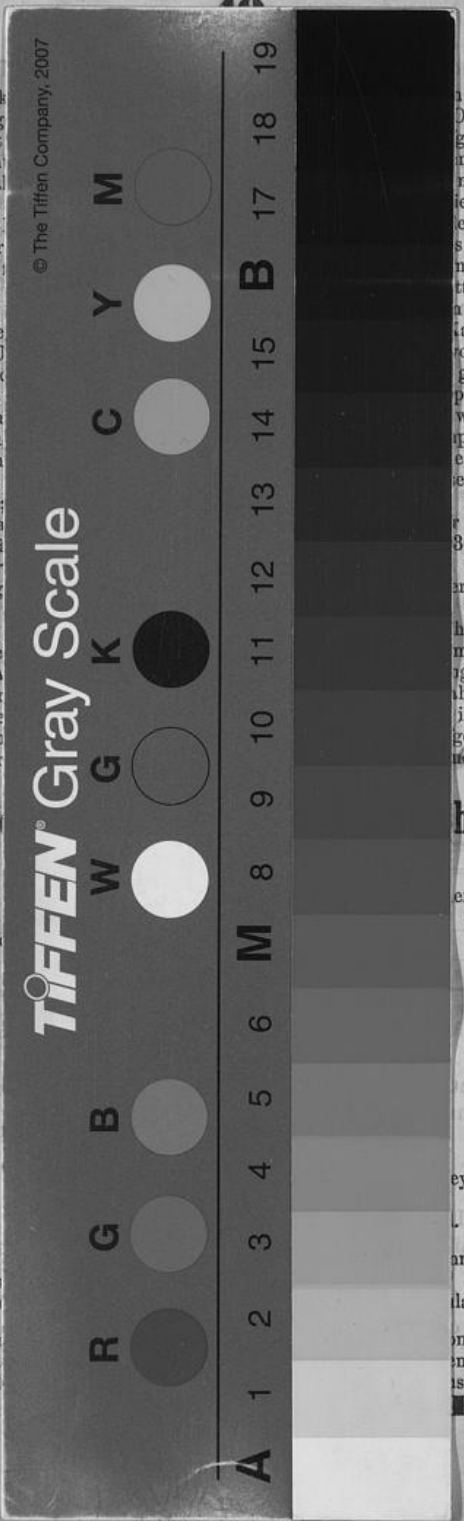 TIFFEN® Gray Scale
© The Tiffen Company, 2007
R G B W G K C Y M
A 1 2 3 4 5 6 M 8 9 10 11 12 13 14 15 B 17 18 19